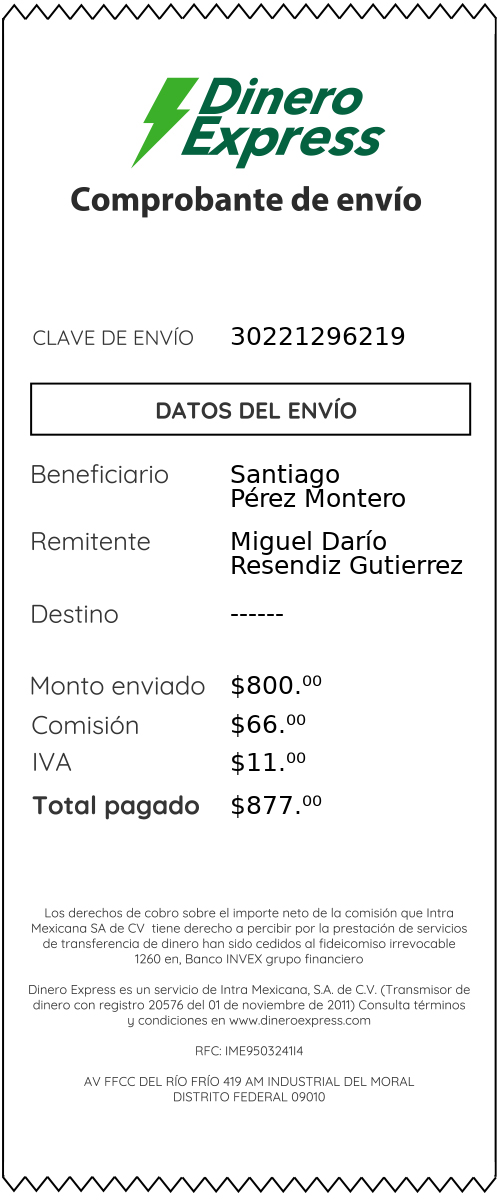 Dinero
Express
Comprobante de envío
CLAVE DE ENVÍO 30221296219
DATOS DEL ENVÍO
Beneficiario Santiago
Pérez Montero
Remitente Miguel Darío
Resendiz Gutierrez
Destino ------
Monto enviado $800.⁰⁰
Comisión $66.⁰⁰
IVA $11.⁰⁰
Total pagado $877.⁰⁰
Los derechos de cobro sobre el importe neto de la comisión que Intra
Mexicana SA de CV tiene derecho a percibir por la prestación de servicios
de transferencia de dinero han sido cedidos al fideicomiso irrevocable
1260 en, Banco INVEX grupo financiero
Dinero Express es un servicio de Intra Mexicana, S.A. de C.V. (Transmisor de
dinero con registro 20576 del 01 de noviembre de 2011) Consulta términos
y condiciones en www.dineroexpress.com
RFC: IME9503241I4
AV FFCC DEL RÍO FRÍO 419 AM INDUSTRIAL DEL MORAL
DISTRITO FEDERAL 09010